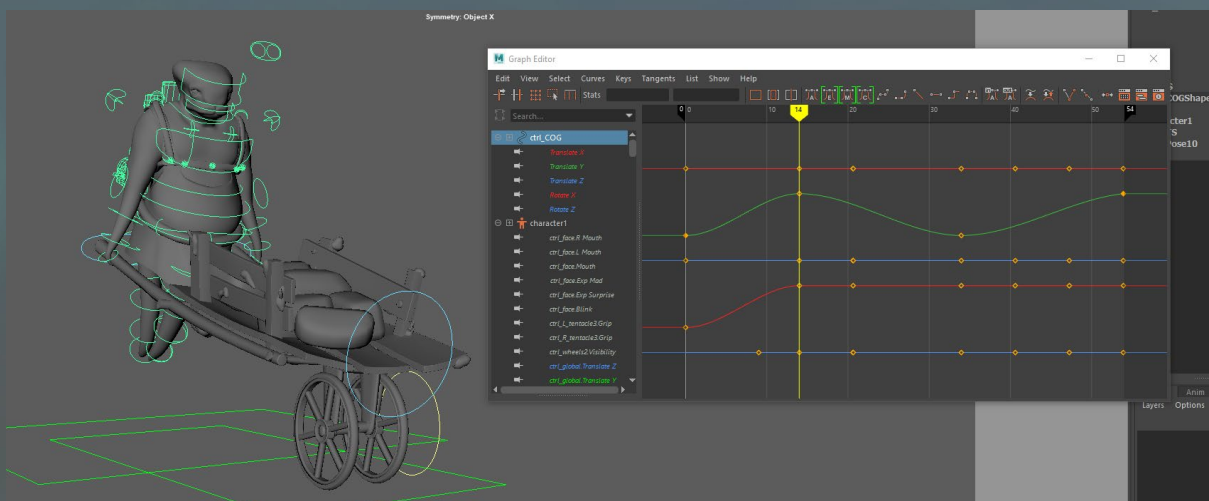 Symmetry: Object X
Graph Editor
Edit View Select Curves Keys Tangents List Show Help
Stats
Search...
0 0 10 14 20 30 40 50 54
ctrl_COG
Translate X
Translate Y
Translate Z
Rotate X
Rotate Z
character1
ctrl_face.R Mouth
ctrl_face.L Mouth
ctrl_face.Mouth
ctrl_face.Exp Mad
ctrl_face.Exp Surprise
ctrl_face.Blink
ctrl_L_tentacle3.Grip
ctrl_R_tentacle3.Grip
ctrl_wheels2.Visibility
ctrl_global.Translate Z
ctrl_global.Translate Y
COGShape
cter1
rS
ose10
Anim
Layers Options